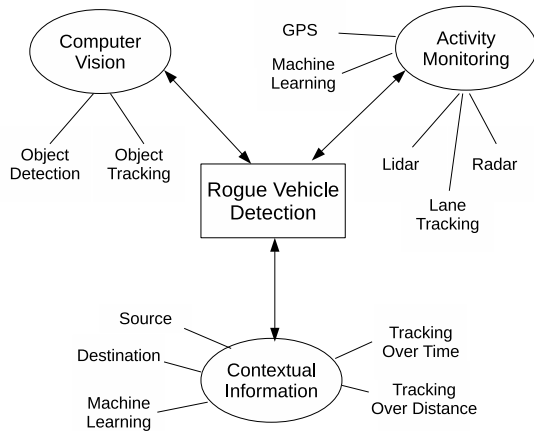 Computer
Vision
GPS
Machine
Learning
Activity
Monitoring
Object
Detection
Object
Tracking
Lidar
Radar
Lane
Tracking
Rogue Vehicle
Detection
Source
Destination
Machine
Learning
Contextual
Information
Tracking
Over Time
Tracking
Over Distance